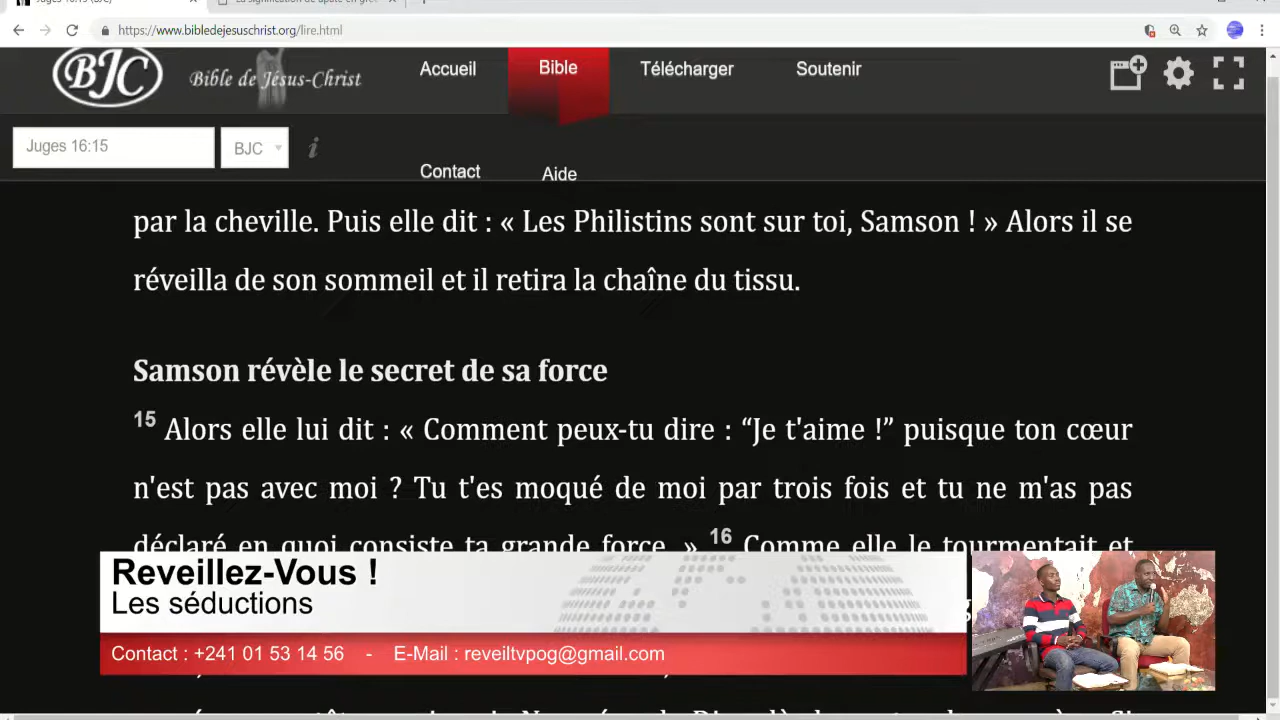 https://www.bibledejesuschrist.org/lire.html
BJC
Bible de Jésus-Christ
Accueil
Bible
Télécharger
Soutenir
Juges 16:15
BJC
i
Contact
Aide
par la cheville. Puis elle dit : « Les Philistins sont sur toi, Samson ! » Alors il se
réveilla de son sommeil et il retira la chaîne du tissu.
Samson révèle le secret de sa force
15 Alors elle lui dit : « Comment peux-tu dire : “Je t'aime !” puisque ton cœur
n'est pas avec moi ? Tu t'es moqué de moi par trois fois et tu ne m'as pas
déclaré en quoi consiste ta grande force. » 16 Comme elle le tourmentait et
Reveillez-Vous !
Les séductions
Contact : +241 01 53 14 56 - E-Mail : reveiltvpog@gmail.com